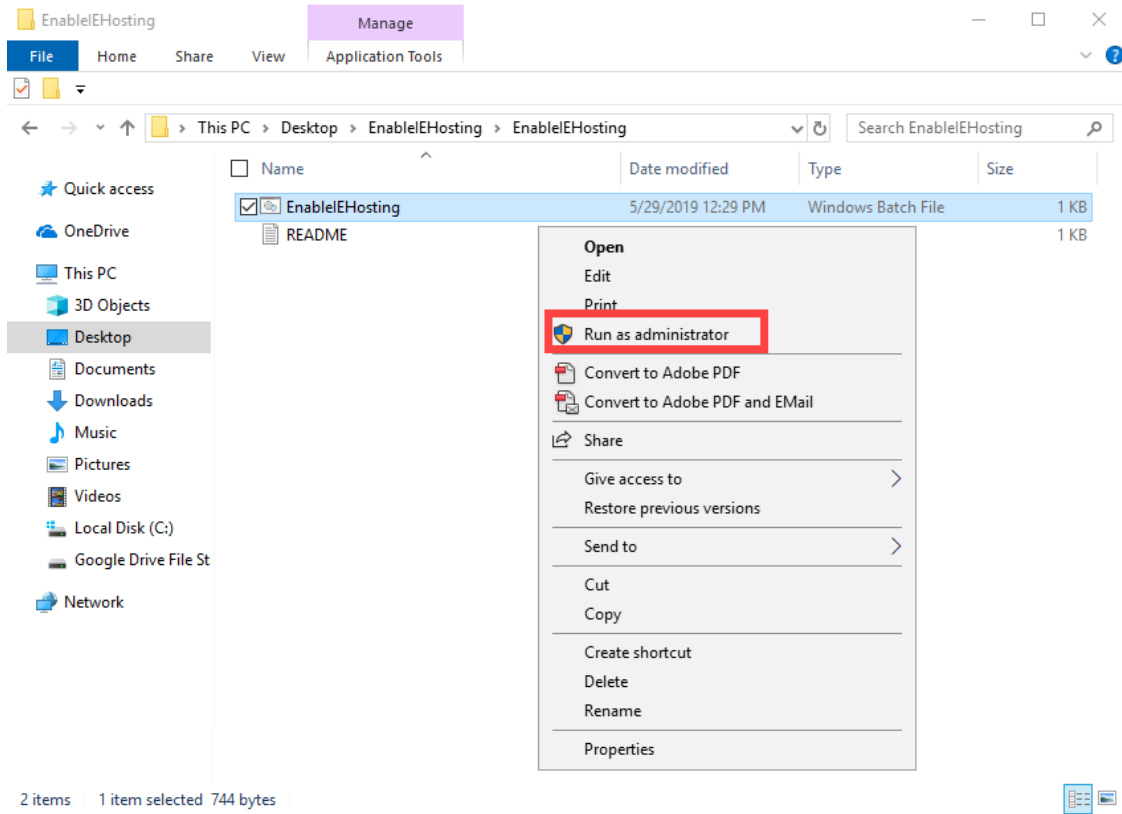 EnableIEHosting
Manage
File Home Share View Application Tools
?
This PC > Desktop > EnableIEHosting > EnableIEHosting Search EnableIEHosting
Name Date modified Type Size
Quick access
EnableIEHosting 5/29/2019 12:29 PM Windows Batch File 1 KB
OneDrive
README 1 KB
This PC
3D Objects
Desktop
Documents
Downloads
Music
Pictures
Videos
Local Disk (C:)
Google Drive File St
Network
Open
Edit
Print
Run as administrator
Convert to Adobe PDF
Convert to Adobe PDF and EMail
Share
Give access to
Restore previous versions
Send to
Cut
Copy
Create shortcut
Delete
Rename
Properties
2 items 1 item selected 744 bytes